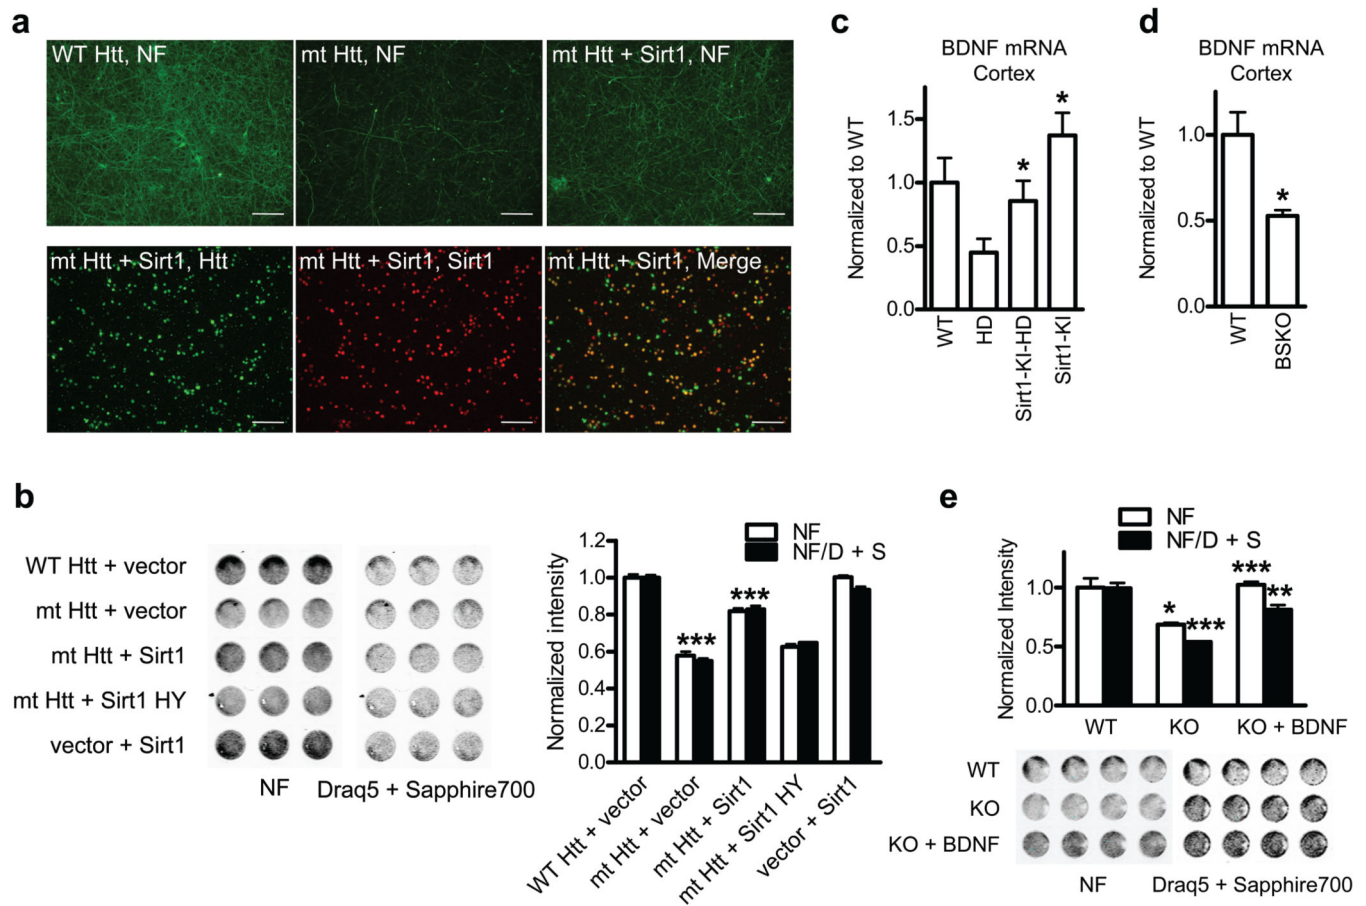 a
WT Htt, NF
mt Htt, NF
mt Htt + Sirt1, NF
mt Htt + Sirt1, Htt
mt Htt + Sirt1, Sirt1
mt Htt + Sirt1, Merge
c
BDNF mRNA
Cortex
Normalized to WT
1.5
1.0
0.5
0.0
*
*
WT
HD
Sirt1-KI-HD
Sirt1-KI
d
BDNF mRNA
Cortex
Normalized to WT
1.0
0.5
0.0
*
WT
BSKO
b
WT Htt + vector
mt Htt + vector
mt Htt + Sirt1
mt Htt + Sirt1 HY
vector + Sirt1
NF
Draq5 + Sapphire700
NF
NF/D + S
Normalized intensity
1.2
1.0
0.8
0.6
0.4
0.2
0.0
***
***
WT Htt + vector
mt Htt + vector
mt Htt + Sirt1
mt Htt + Sirt1 HY
vector + Sirt1
e
NF
NF/D + S
Normalized Intensity
1.0
0.5
0.0
*
***
***
**
WT
KO
KO + BDNF
WT
KO
KO + BDNF
NF
Draq5 + Sapphire700